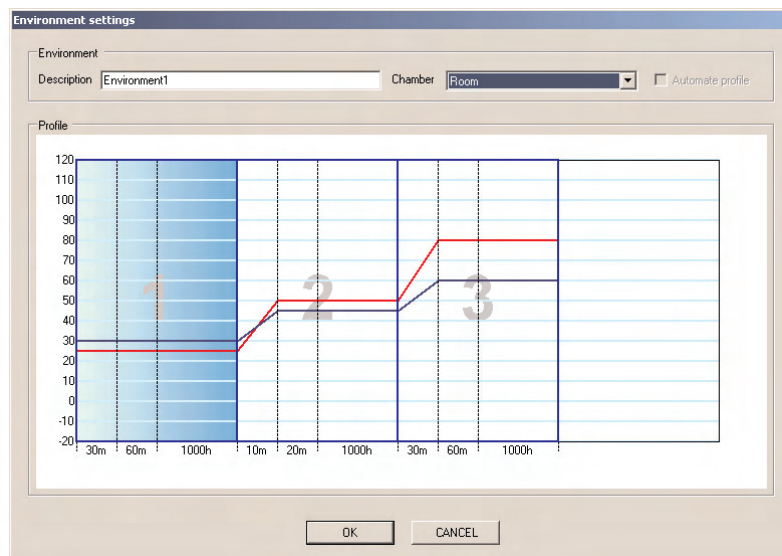 Environment settings
Environment
Description Environment1 Chamber Room Automate profile
Profile
120
110
100
90
80
70
60
50
40
30
20
10
0
-10
-20
1 2 3
30m 60m 1000h 10m 20m 1000h 30m 60m 1000h
OK CANCEL